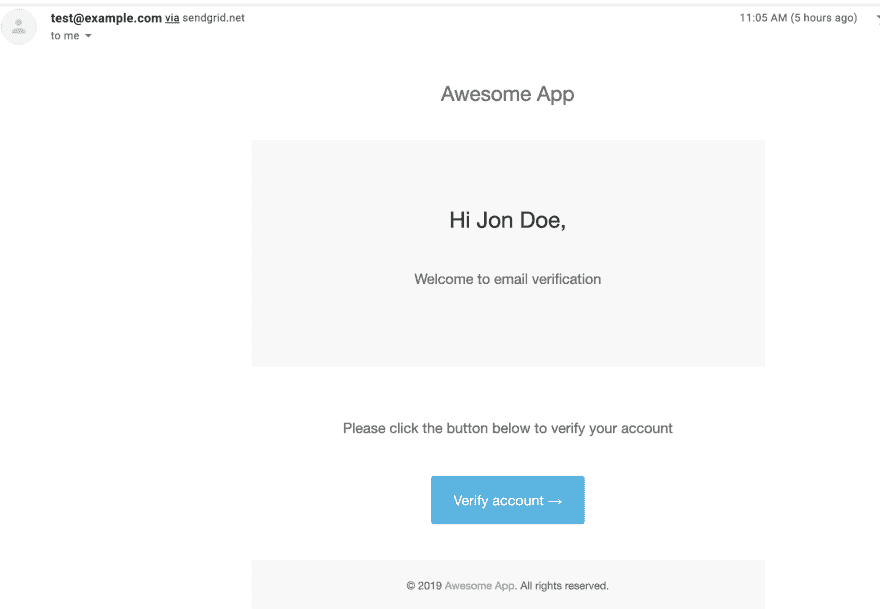 test@example.com via sendgrid.net
11:05 AM (5 hours ago)
to me
Awesome App
Hi Jon Doe,
Welcome to email verification
Please click the button below to verify your account
Verify account →
© 2019 Awesome App. All rights reserved.